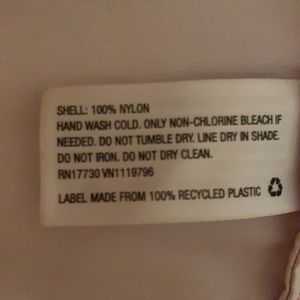 SHELL: 100% NYLON
HAND WASH COLD. ONLY NON-CHLORINE BLEACH IF
NEEDED. DO NOT TUMBLE DRY. LINE DRY IN SHADE.
DO NOT IRON. DO NOT DRY CLEAN.
RN17730 VN1119796
LABEL MADE FROM 100% RECYCLED PLASTIC